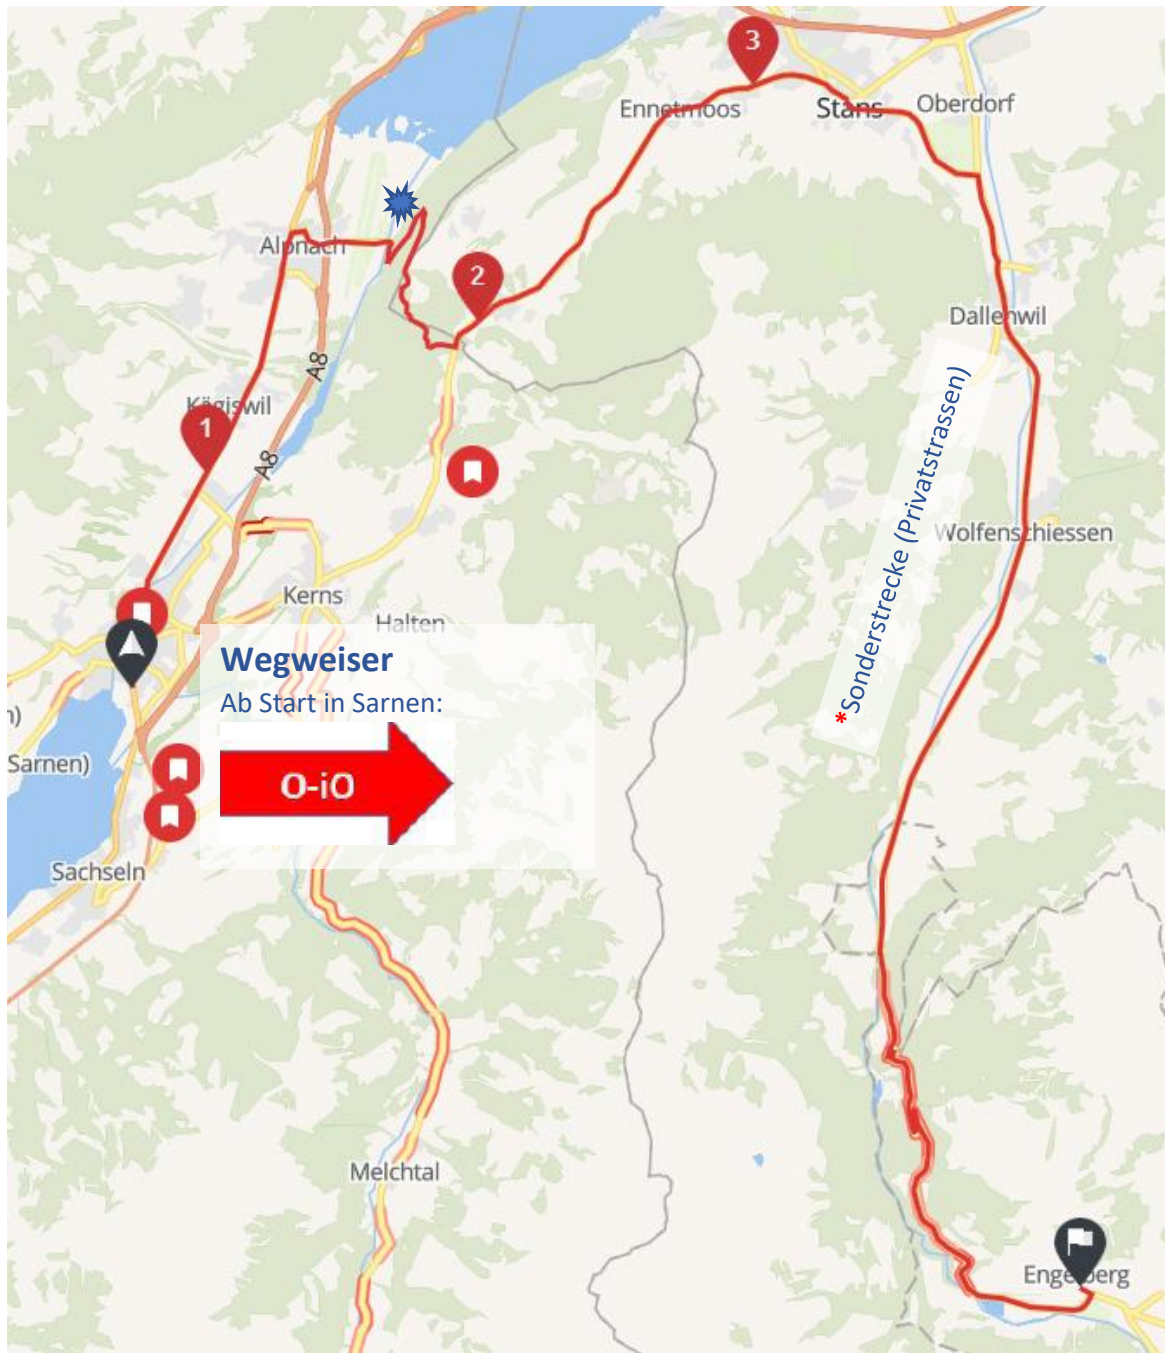 3
Ennetmoos
Stans
Oberdorf
Alpnach
2
Dallenwil
A8
Kägiswil
1
A8
*Sonderstrecke (Privatstrassen)
Wolfenschiessen
Kerns
Halten
Wegweiser
Ab Start in Sarnen:
n)
Sarnen)
O-iO
Sachseln
Melchtal
Engelberg